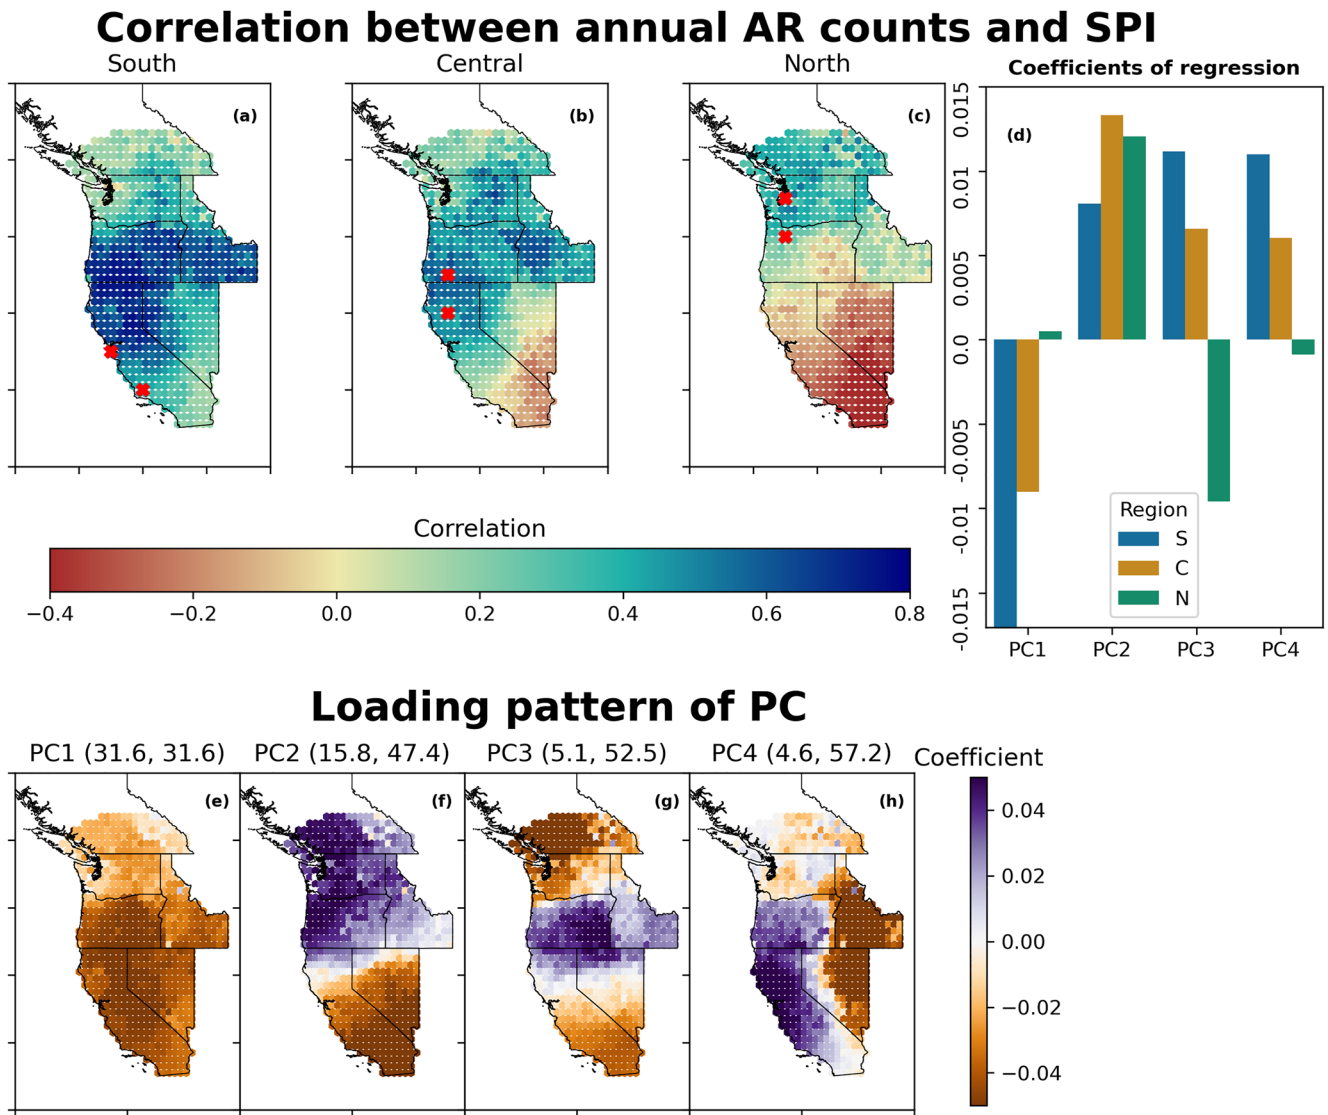 Correlation between annual AR counts and SPI
South
Central
North
Coefficients of regression
(a)
(b)
(c)
(d)
0.015
0.01
0.005
0.0
-0.005
-0.01
-0.015
Region
S
C
N
PC1 PC2 PC3 PC4
Correlation
−0.4 −0.2 0.0 0.2 0.4 0.6 0.8
Loading pattern of PC
PC1 (31.6, 31.6)
PC2 (15.8, 47.4)
PC3 (5.1, 52.5)
PC4 (4.6, 57.2)
Coefficient
(e)
(f)
(g)
(h)
0.04
0.02
0.00
−0.02
−0.04